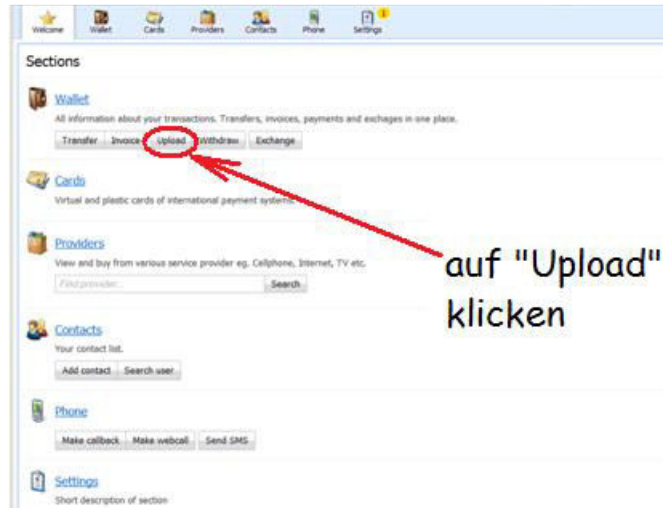 Welcome Wallet Cards Providers Contacts Phone Settings
Sections
Wallet
All information about your transactions. Transfers, invoices, payments and exchages in one place.
Transfer Invoice Upload Withdraw Exchange
Cards
Virtual and plastic cards of international payment systems.
Providers
View and buy from various service provider eg. Cellphone, Internet, TV etc.
Find provider... Search
auf "Upload"
klicken
Contacts
Your contact list.
Add contact Search user
Phone
Make callback Make webcall Send SMS
Settings
Short description of section